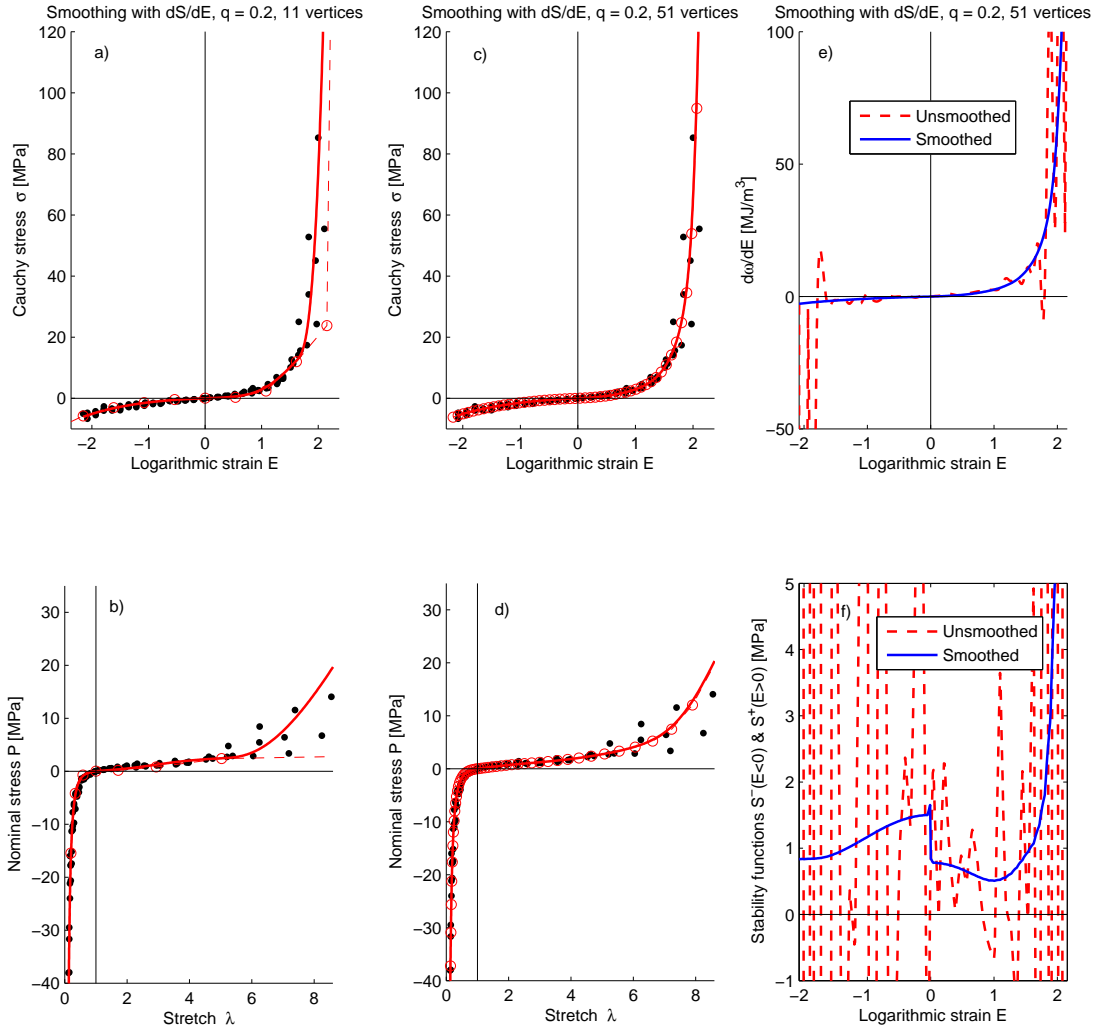 Smoothing with dS/dE, q = 0.2, 11 vertices
a)
120
100
80
60
40
20
0
−2
−1
0
1
2
Cauchy stress σ [MPa]
Logarithmic strain E
Smoothing with dS/dE, q = 0.2, 51 vertices
c)
120
100
80
60
40
20
0
−2
−1
0
1
2
Cauchy stress σ [MPa]
Logarithmic strain E
Smoothing with dS/dE, q = 0.2, 51 vertices
e)
Unsmoothed
Smoothed
100
50
0
−50
−2
−1
0
1
2
dω/dE [MJ/m³]
Logarithmic strain E
b)
30
20
10
0
−10
−20
−30
−40
0
2
4
6
8
Nominal stress P [MPa]
Stretch λ
d)
30
20
10
0
−10
−20
−30
−40
0
2
4
6
8
Nominal stress P [MPa]
Stretch λ
f)
Unsmoothed
Smoothed
5
4
3
2
1
0
−1
−2
−1
0
1
2
Stability functions S⁻(E<0) & S⁺(E>0) [MPa]
Logarithmic strain E